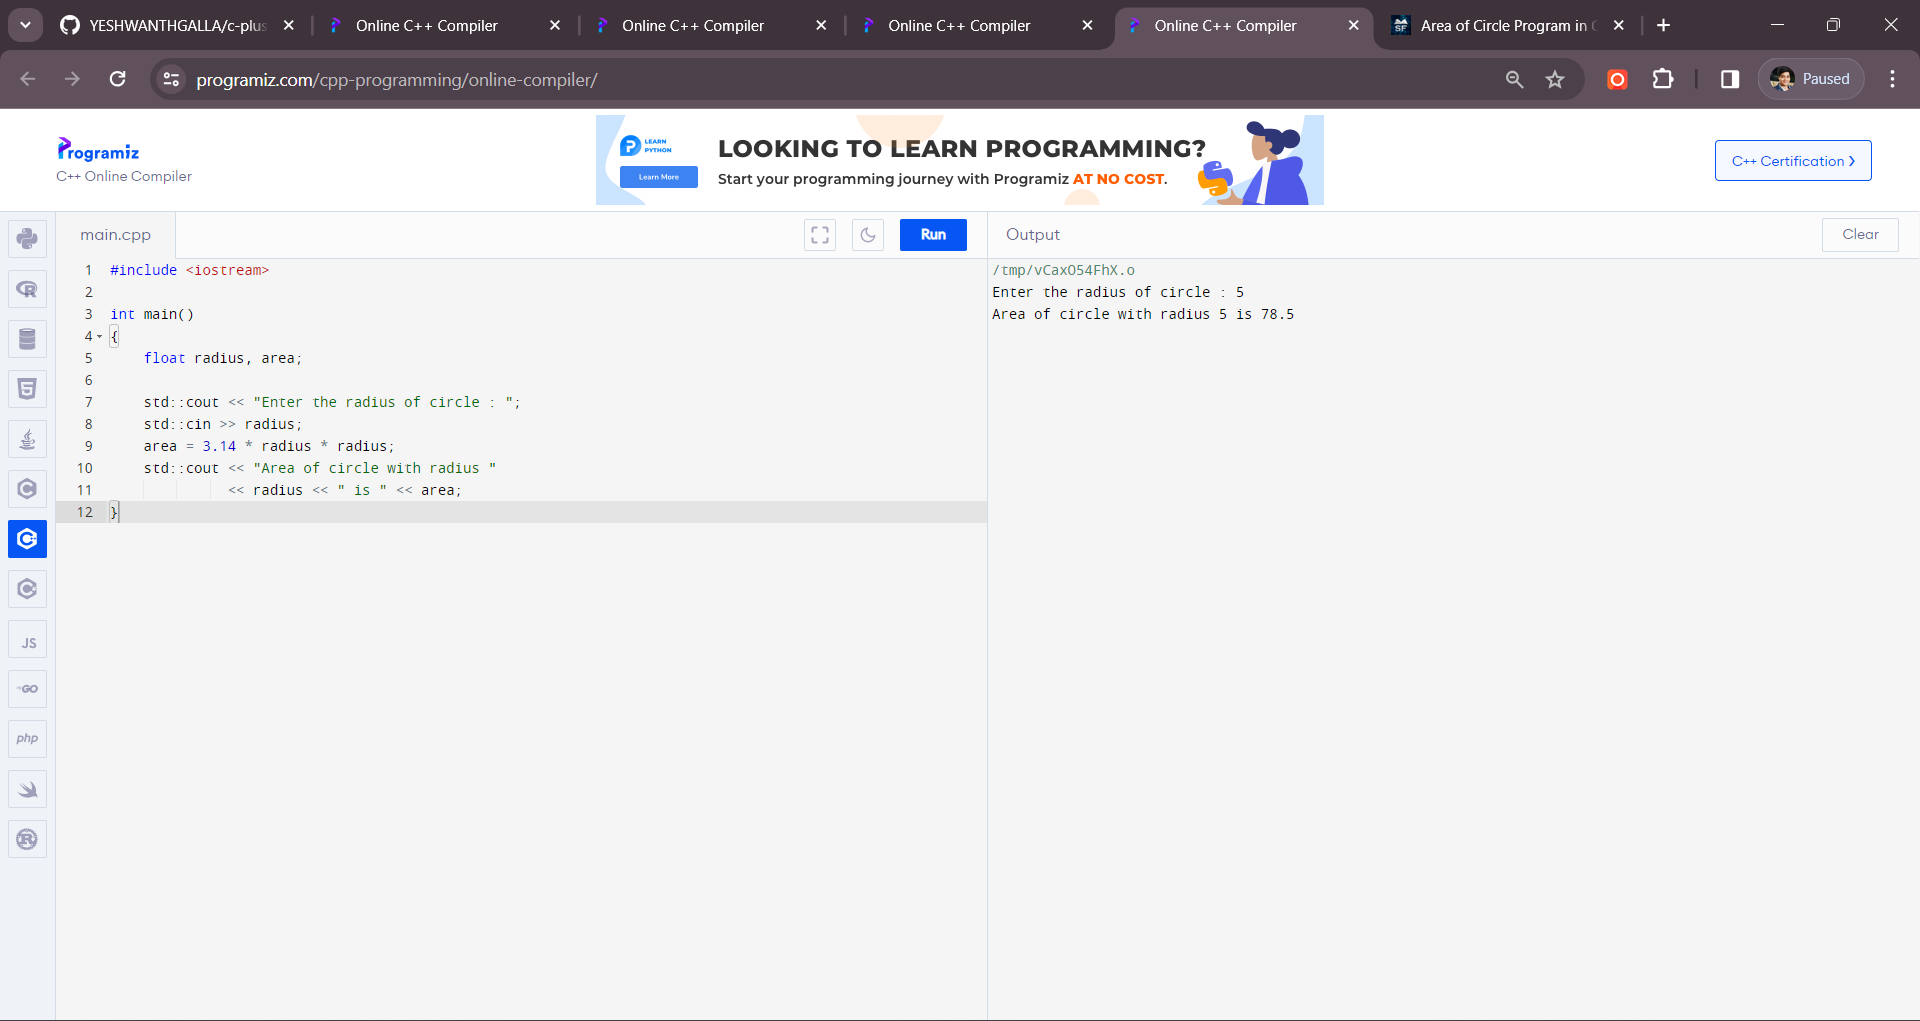 YESHWANTHGALLA/c-plus
Online C++ Compiler
Online C++ Compiler
Online C++ Compiler
Online C++ Compiler
Area of Circle Program in C
programiz.com/cpp-programming/online-compiler/
Paused
Programiz
C++ Online Compiler
LEARN
PYTHON
Learn More
LOOKING TO LEARN PROGRAMMING?
Start your programming journey with Programiz AT NO COST.
C++ Certification
main.cpp
Run
Output
Clear
1 #include <iostream>
2
3 int main()
4 {
5 float radius, area;
6
7 std::cout << "Enter the radius of circle : ";
8 std::cin >> radius;
9 area = 3.14 * radius * radius;
10 std::cout << "Area of circle with radius "
11 << radius << " is " << area;
12 }
/tmp/vCaxO54FhX.o
Enter the radius of circle : 5
Area of circle with radius 5 is 78.5
JS
GO
php